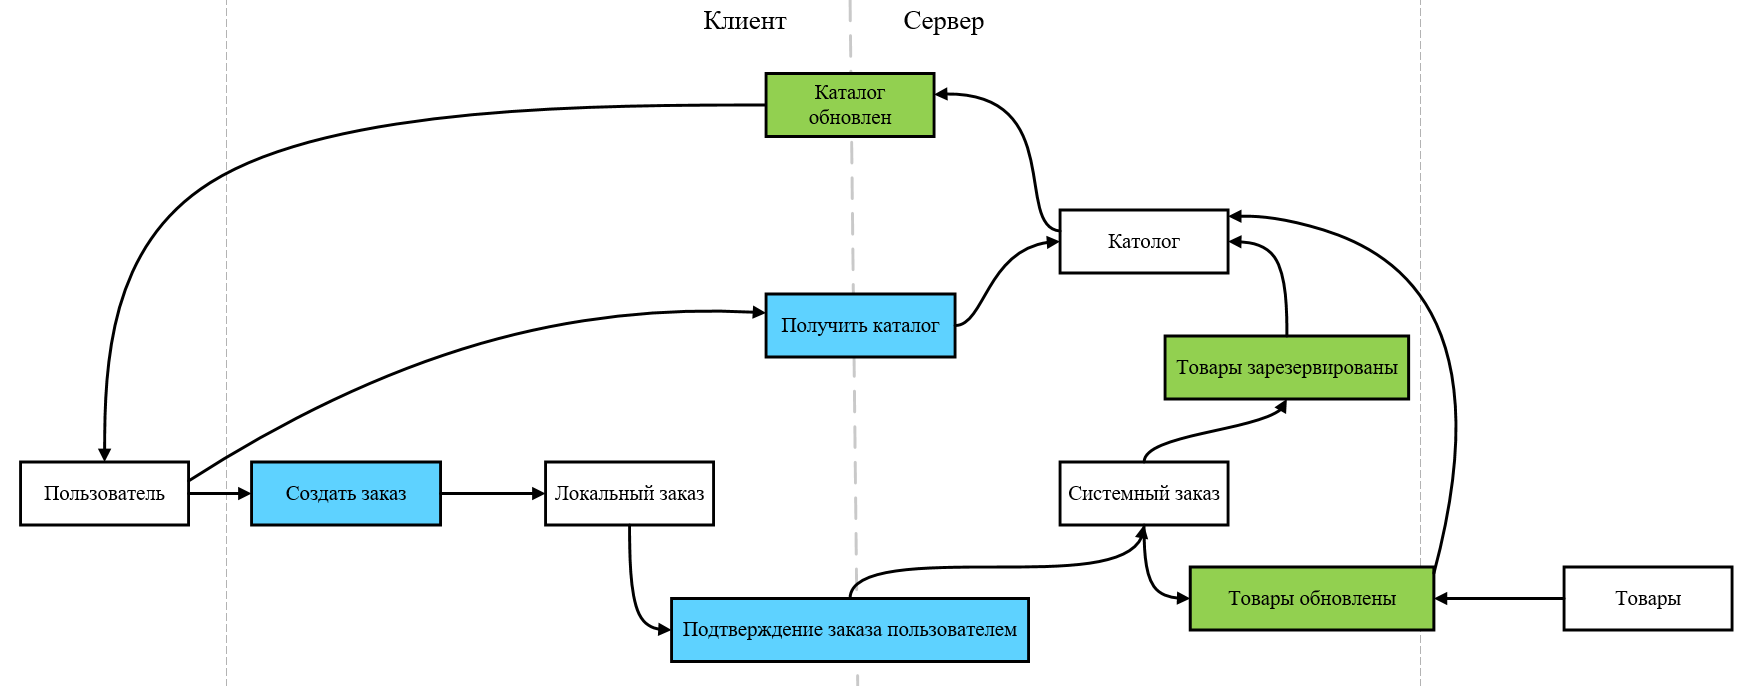 Клиент
Сервер
Каталог
обновлен
Католог
Получить каталог
Товары зарезервированы
Пользователь
Создать заказ
Локальный заказ
Системный заказ
Товары обновлены
Товары
Подтверждение заказа пользователем